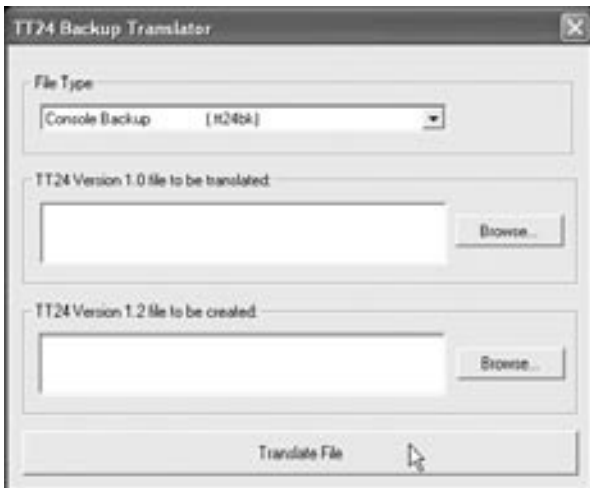 TT24 Backup Translator
File Type
Console Backup (.tt24bk)
TT24 Version 1.0 file to be translated:
Browse...
TT24 Version 1.2 file to be created:
Browse...
Translate File